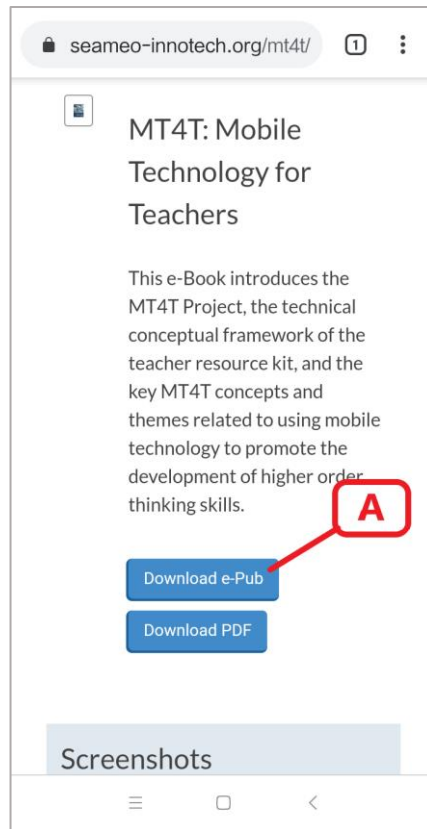 seameo-innotech.org/mt4t/ 1
MT4T: Mobile
Technology for
Teachers
This e-Book introduces the
MT4T Project, the technical
conceptual framework of the
teacher resource kit, and the
key MT4T concepts and
themes related to using mobile
technology to promote the
development of higher order
thinking skills.
A
Download e-Pub
Download PDF
Screenshots